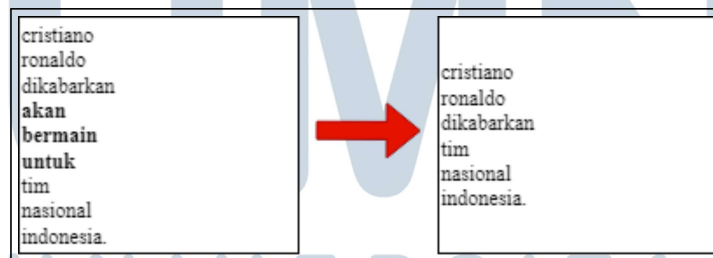 cristiano
ronaldo
dikabarkan
akan
bermain
untuk
tim
nasional
indonesia.
cristiano
ronaldo
dikabarkan
tim
nasional
indonesia.